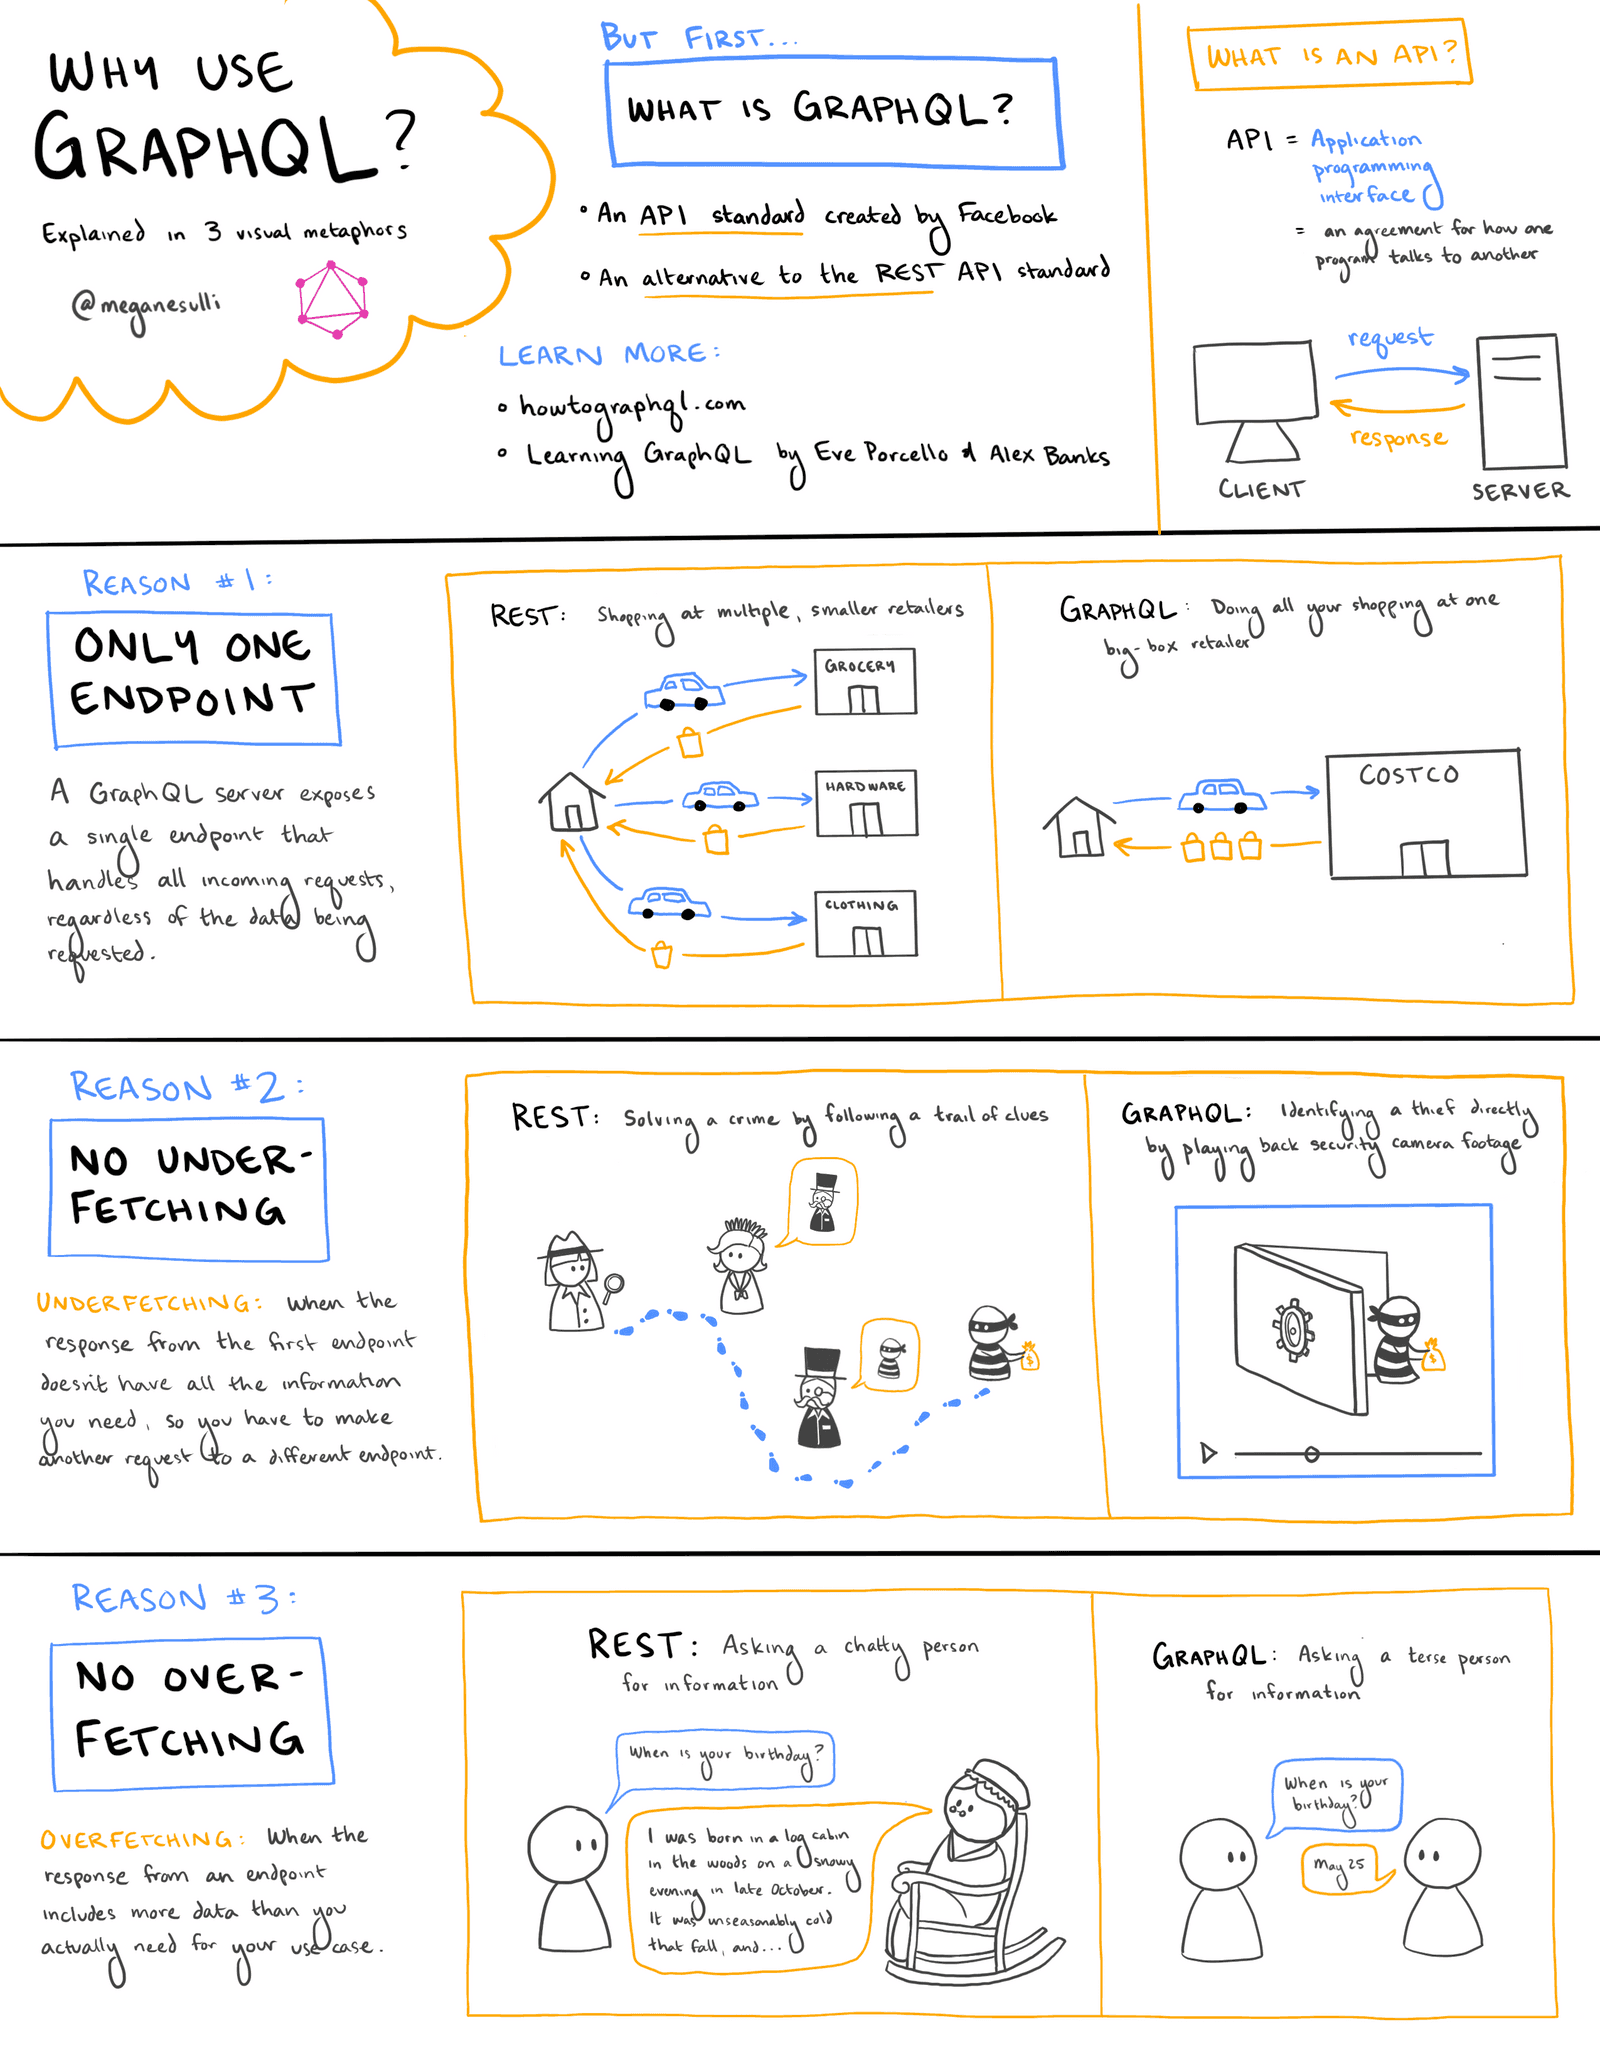 WHY USE
GRAPHQL?
Explained in 3 visual metaphors
@meganesulli
BUT FIRST...
WHAT IS GRAPHQL?
• An API standard created by Facebook
• An alternative to the REST API standard
LEARN MORE:
• howtographql.com
• Learning GraphQL by Eve Porcello & Alex Banks
WHAT IS AN API?
API = Application
programming
interface
= an agreement for how one
program talks to another
request
response
CLIENT
SERVER
REASON #1:
ONLY ONE
ENDPOINT
A GraphQL server exposes
a single endpoint that
handles all incoming requests,
regardless of the data being
requested.
REST: Shopping at multiple, smaller retailers
GROCERY
HARDWARE
CLOTHING
GRAPHQL: Doing all your shopping at one
big-box retailer
COSTCO
REASON #2:
NO UNDER-
FETCHING
UNDERFETCHING: When the
response from the first endpoint
doesn't have all the information
you need, so you have to make
another request to a different endpoint.
REST: Solving a crime by following a trail of clues
$
GRAPHQL: Identifying a thief directly
by playing back security camera footage
$
REASON #3:
NO OVER-
FETCHING
OVERFETCHING: When the
response from an endpoint
includes more data than you
actually need for your use case.
REST: Asking a chatty person
for information
When is your birthday?
I was born in a log cabin
in the woods on a snowy
evening in late October.
It was unseasonably cold
that fall, and...
GRAPHQL: Asking a terse person
for information
When is your
birthday?
May 25